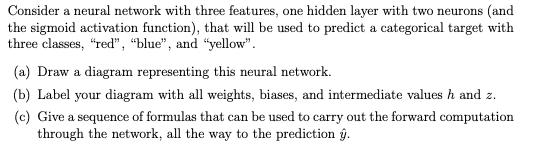 Consider a neural network with three features, one hidden layer with two neurons (and
the sigmoid activation function), that will be used to predict a categorical target with
three classes, “red”, “blue”, and “yellow”.
(a) Draw a diagram representing this neural network.
(b) Label your diagram with all weights, biases, and intermediate values h and z.
(c) Give a sequence of formulas that can be used to carry out the forward computation
through the network, all the way to the prediction ŷ.